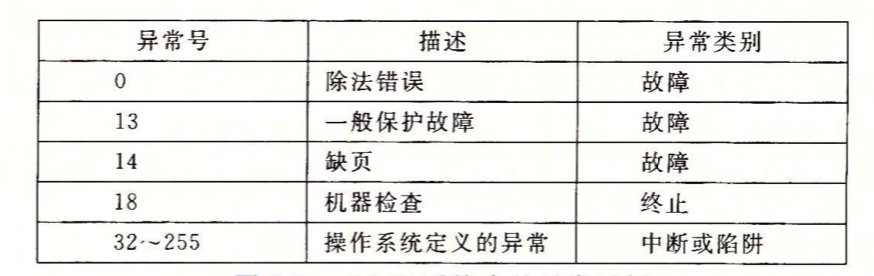 异常号 描述 异常类别
0 除法错误 故障
13 一般保护故障 故障
14 缺页 故障
18 机器检查 终止
32~255 操作系统定义的异常 中断或陷阱